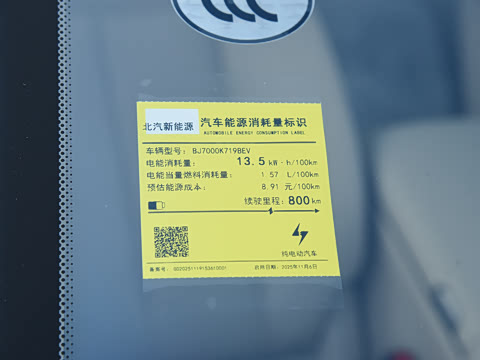 北汽新能源
汽车能源消耗量标识
AUTOMOBILE ENERGY CONSUMPTION LABEL
车辆型号: BJ7000K719BEV
电能消耗量: 13.5 kW·h/100km
电能当量燃料消耗量: 1.57 L/100km
预估能源成本: 8.91 元/100km
续驶里程: 800 km
纯电动汽车
启用日期: 2025年11月6日